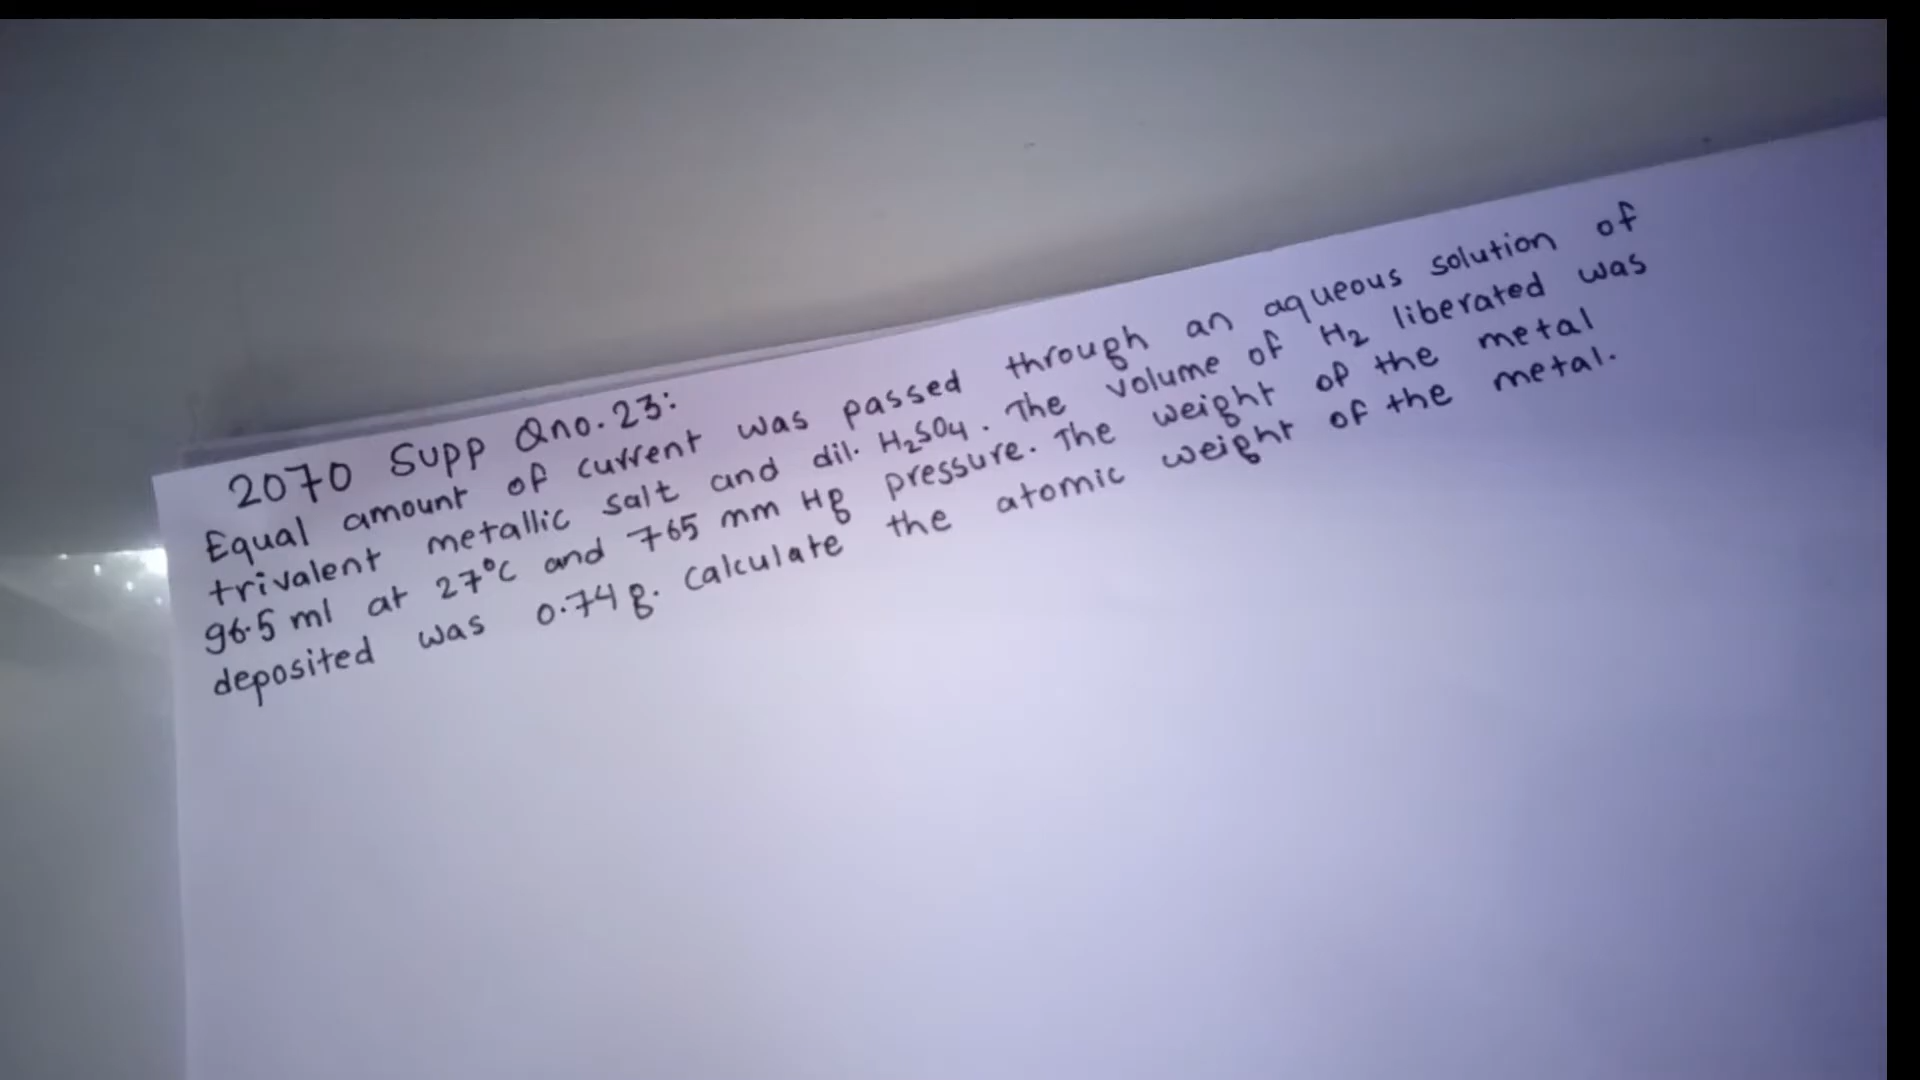 2070 Supp Qno.23:
Equal amount of current was passed through an aqueous solution of
trivalent metallic salt and dil. H₂SO₄. The volume of H₂ liberated was
96.5 ml at 27°C and 765 mm Hg pressure. The weight of the metal
deposited was 0.74 g. Calculate the atomic weight of the metal.